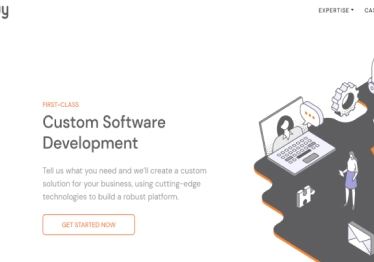 EXPERTISE
FIRST-CLASS
Custom Software
Development
Tell us what you need and we'll create a custom
solution for your business, using cutting-edge
technologies to build a robust platform.
GET STARTED NOW